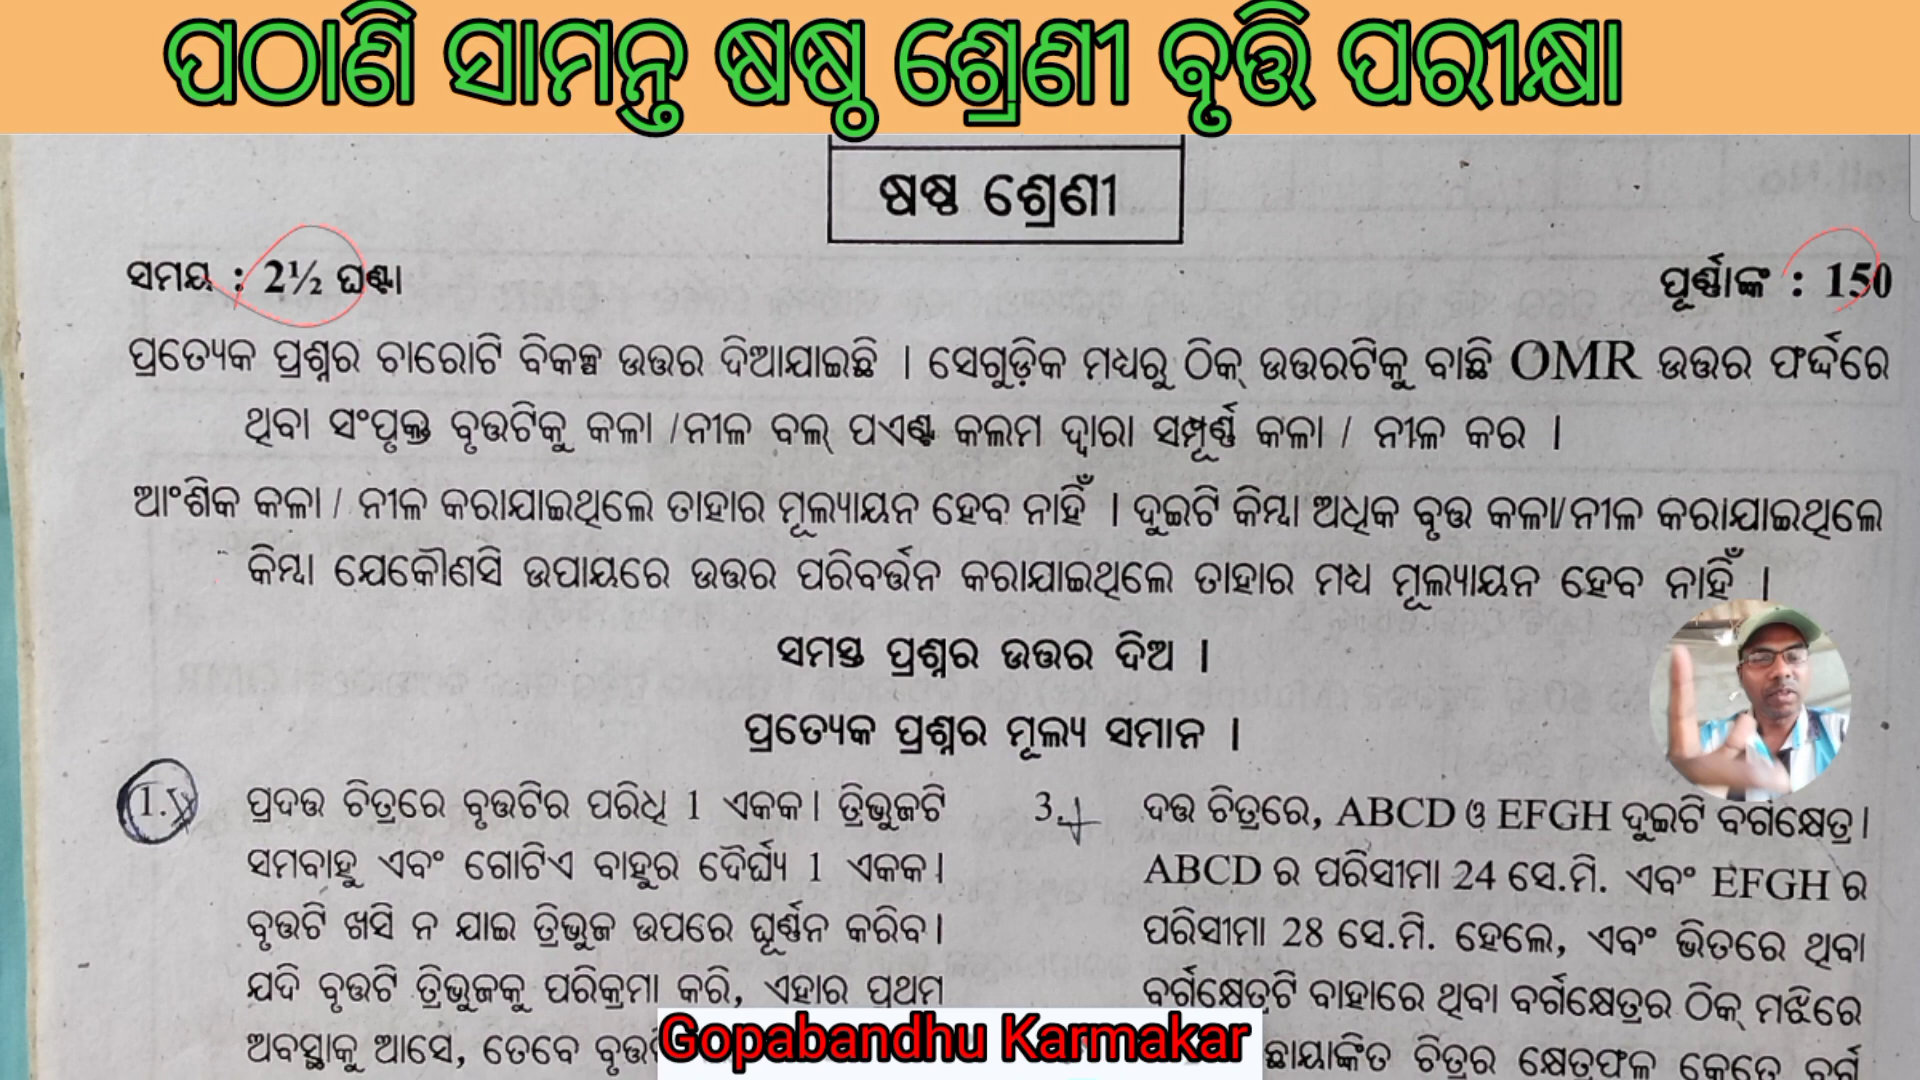 ପଠାଣି ସାମନ୍ତ ଷଷ୍ଠ ଶ୍ରେଣୀ ବୃତ୍ତି ପରୀକ୍ଷା
ଷଷ୍ଠ ଶ୍ରେଣୀ
ସମୟ : 2½ ଘଣ୍ଟା
ପୂର୍ଣ୍ଣାଙ୍କ : 150
ପ୍ରତ୍ୟେକ ପ୍ରଶ୍ନର ଚାରୋଟି ବିକଳ୍ପ ଉତ୍ତର ଦିଆଯାଇଛି । ସେଗୁଡ଼ିକ ମଧ୍ୟରୁ ଠିକ୍ ଉତ୍ତରଟିକୁ ବାଛି OMR ଉତ୍ତର ଫର୍ଦ୍ଦରେ
ଥିବା ସଂପୃକ୍ତ ବୃତ୍ତଟିକୁ କଳା /ନୀଳ ବଲ୍ ପଏଣ୍ଟ କଲମ ଦ୍ୱାରା ସମ୍ପୂର୍ଣ୍ଣ କଳା / ନୀଳ କର ।
ଆଂଶିକ କଳା / ନୀଳ କରାଯାଇଥିଲେ ତାହାର ମୂଲ୍ୟାୟନ ହେବ ନାହିଁ । ଦୁଇଟି କିମ୍ବା ଅଧିକ ବୃତ୍ତ କଳା/ନୀଳ କରାଯାଇଥିଲେ
କିମ୍ବା ଯେକୌଣସି ଉପାୟରେ ଉତ୍ତର ପରିବର୍ତ୍ତନ କରାଯାଇଥିଲେ ତାହାର ମଧ୍ୟ ମୂଲ୍ୟାୟନ ହେବ ନାହିଁ ।
ସମସ୍ତ ପ୍ରଶ୍ନର ଉତ୍ତର ଦିଅ ।
ପ୍ରତ୍ୟେକ ପ୍ରଶ୍ନର ମୂଲ୍ୟ ସମାନ ।
1. ପ୍ରଦତ୍ତ ଚିତ୍ରରେ ବୃତ୍ତଟିର ପରିଧି 1 ଏକକ। ତ୍ରିଭୁଜଟି
ସମବାହୁ ଏବଂ ଗୋଟିଏ ବାହୁର ଦୈର୍ଘ୍ୟ 1 ଏକକ।
ବୃତ୍ତଟି ଖସି ନ ଯାଇ ତ୍ରିଭୁଜ ଉପରେ ଘୂର୍ଣ୍ଣନ କରିବ।
ଯଦି ବୃତ୍ତଟି ତ୍ରିଭୁଜକୁ ପରିକ୍ରମା କରି, ଏହାର ପ୍ରଥମ
ଅବସ୍ଥାକୁ ଆସେ, ତେବେ
3. ଦତ୍ତ ଚିତ୍ରରେ, ABCD ଓ EFGH ଦୁଇଟି ବର୍ଗକ୍ଷେତ୍ର।
ABCD ର ପରିସୀମା 24 ସେ.ମି. ଏବଂ EFGH ର
ପରିସୀମା 28 ସେ.ମି. ହେଲେ, ଏବଂ ଭିତରେ ଥିବା
ବର୍ଗକ୍ଷେତ୍ରଟି ବାହାରେ ଥିବା ବର୍ଗକ୍ଷେତ୍ରର ଠିକ୍ ମଝିରେ
ଛାୟାଙ୍କିତ ଚିତ୍ରର କ୍ଷେତ୍ରଫଳ କେତେ ବର୍ଗ
Gopabandhu Karmakar